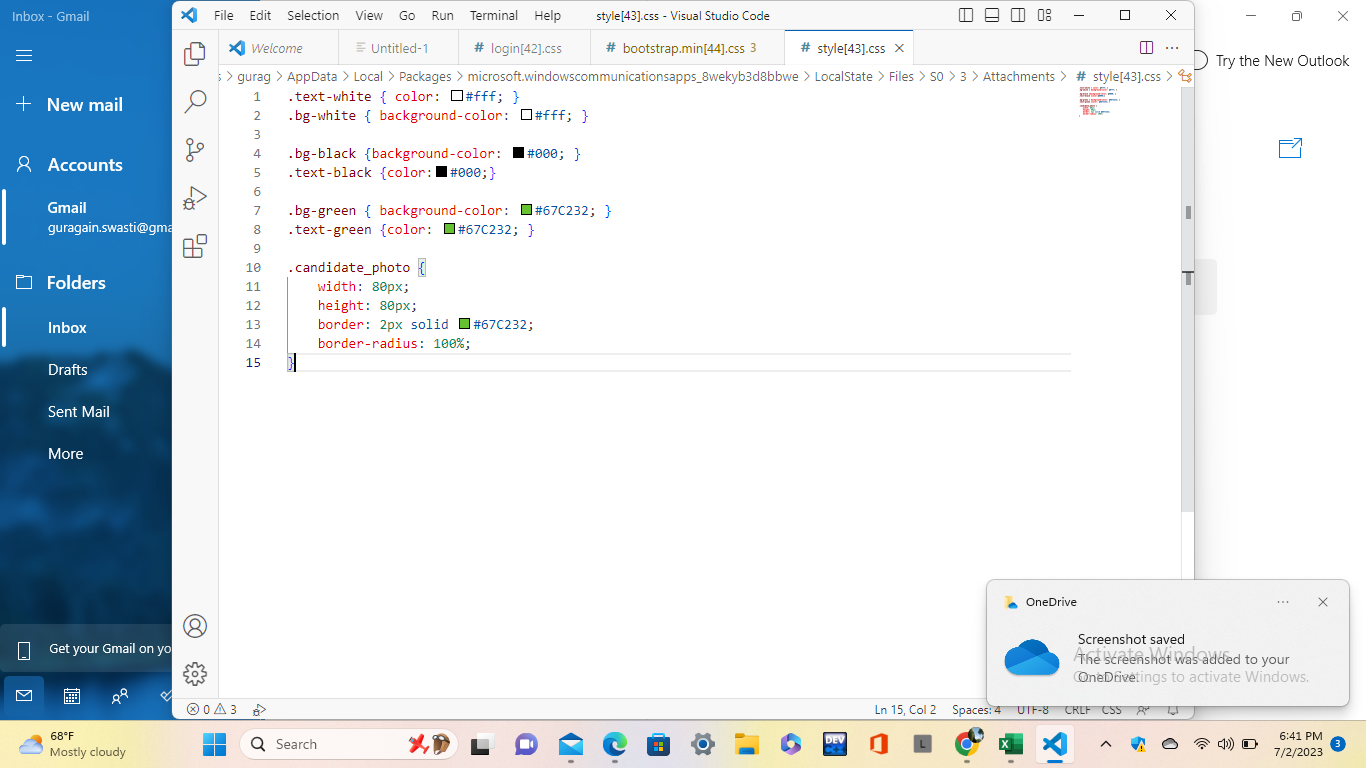 Inbox - Gmail
New mail
Accounts
Gmail
guragain.swasti@gma
Folders
Inbox
Drafts
Sent Mail
More
Get your Gmail on yo
File Edit Selection View Go Run Terminal Help style[43].css - Visual Studio Code
Welcome Untitled-1 # login[42].css # bootstrap.min[44].css 3 # style[43].css
s > gurag > AppData > Local > Packages > microsoft.windowscommunicationsapps_8wekyb3d8bbwe > LocalState > Files > S0 > 3 > Attachments > # style[43].css >
1 .text-white { color: #fff; }
2 .bg-white { background-color: #fff; }
3
4 .bg-black {background-color: #000; }
5 .text-black {color:#000;}
6
7 .bg-green { background-color: #67C232; }
8 .text-green {color: #67C232; }
9
10 .candidate_photo {
11 width: 80px;
12 height: 80px;
13 border: 2px solid #67C232;
14 border-radius: 100%;
15 }
0 3
Ln 15, Col 2 Spaces: 4 UTF-8 CRLF CSS
Try the New Outlook
OneDrive
Screenshot saved
The screenshot was added to your
OneDrive.
Activate Windows
Go to Settings to activate Windows.
68°F
Mostly cloudy
Search
DEV
L
6:41 PM
7/2/2023
3